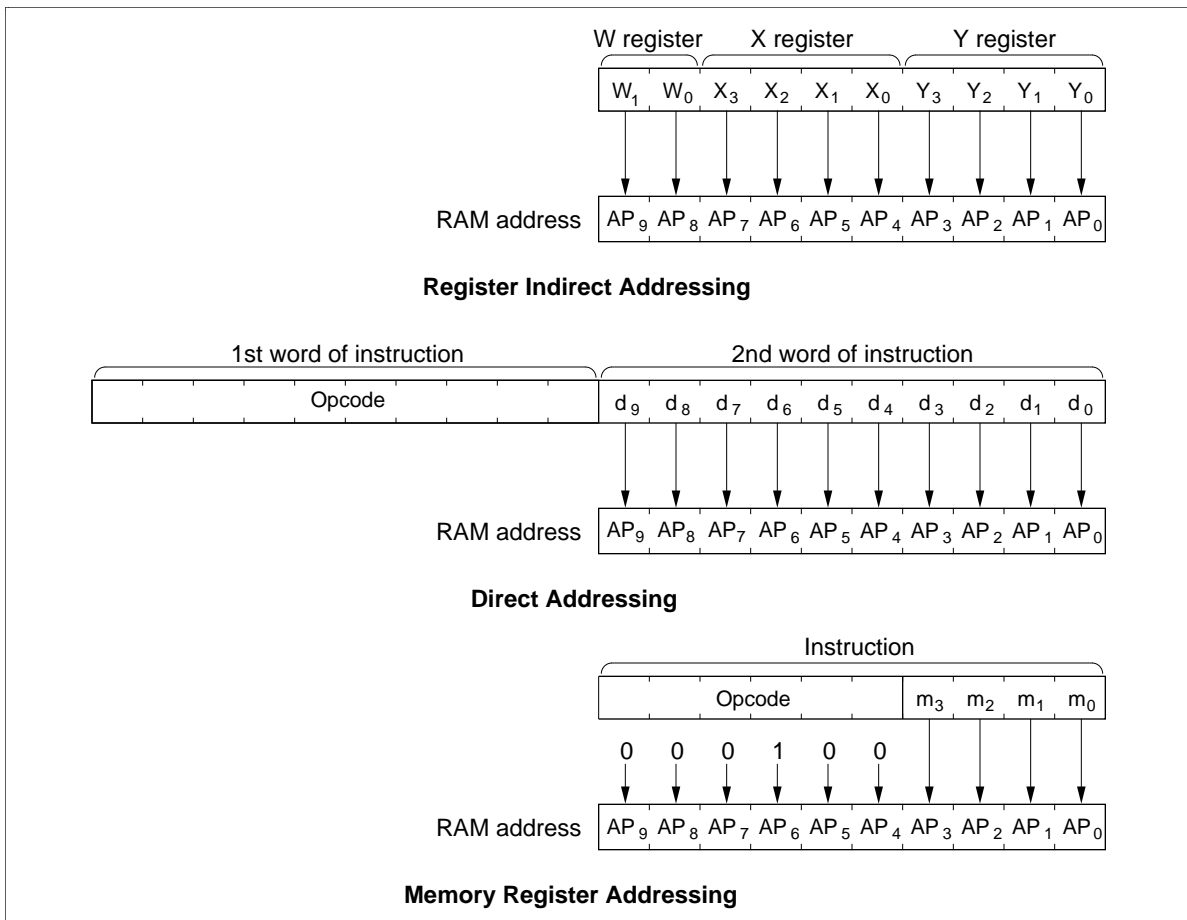 W register X register Y register
W1 W0 X3 X2 X1 X0 Y3 Y2 Y1 Y0
RAM address AP9 AP8 AP7 AP6 AP5 AP4 AP3 AP2 AP1 AP0
Register Indirect Addressing
1st word of instruction 2nd word of instruction
Opcode d9 d8 d7 d6 d5 d4 d3 d2 d1 d0
RAM address AP9 AP8 AP7 AP6 AP5 AP4 AP3 AP2 AP1 AP0
Direct Addressing
Instruction
Opcode m3 m2 m1 m0
0 0 0 1 0 0
RAM address AP9 AP8 AP7 AP6 AP5 AP4 AP3 AP2 AP1 AP0
Memory Register Addressing